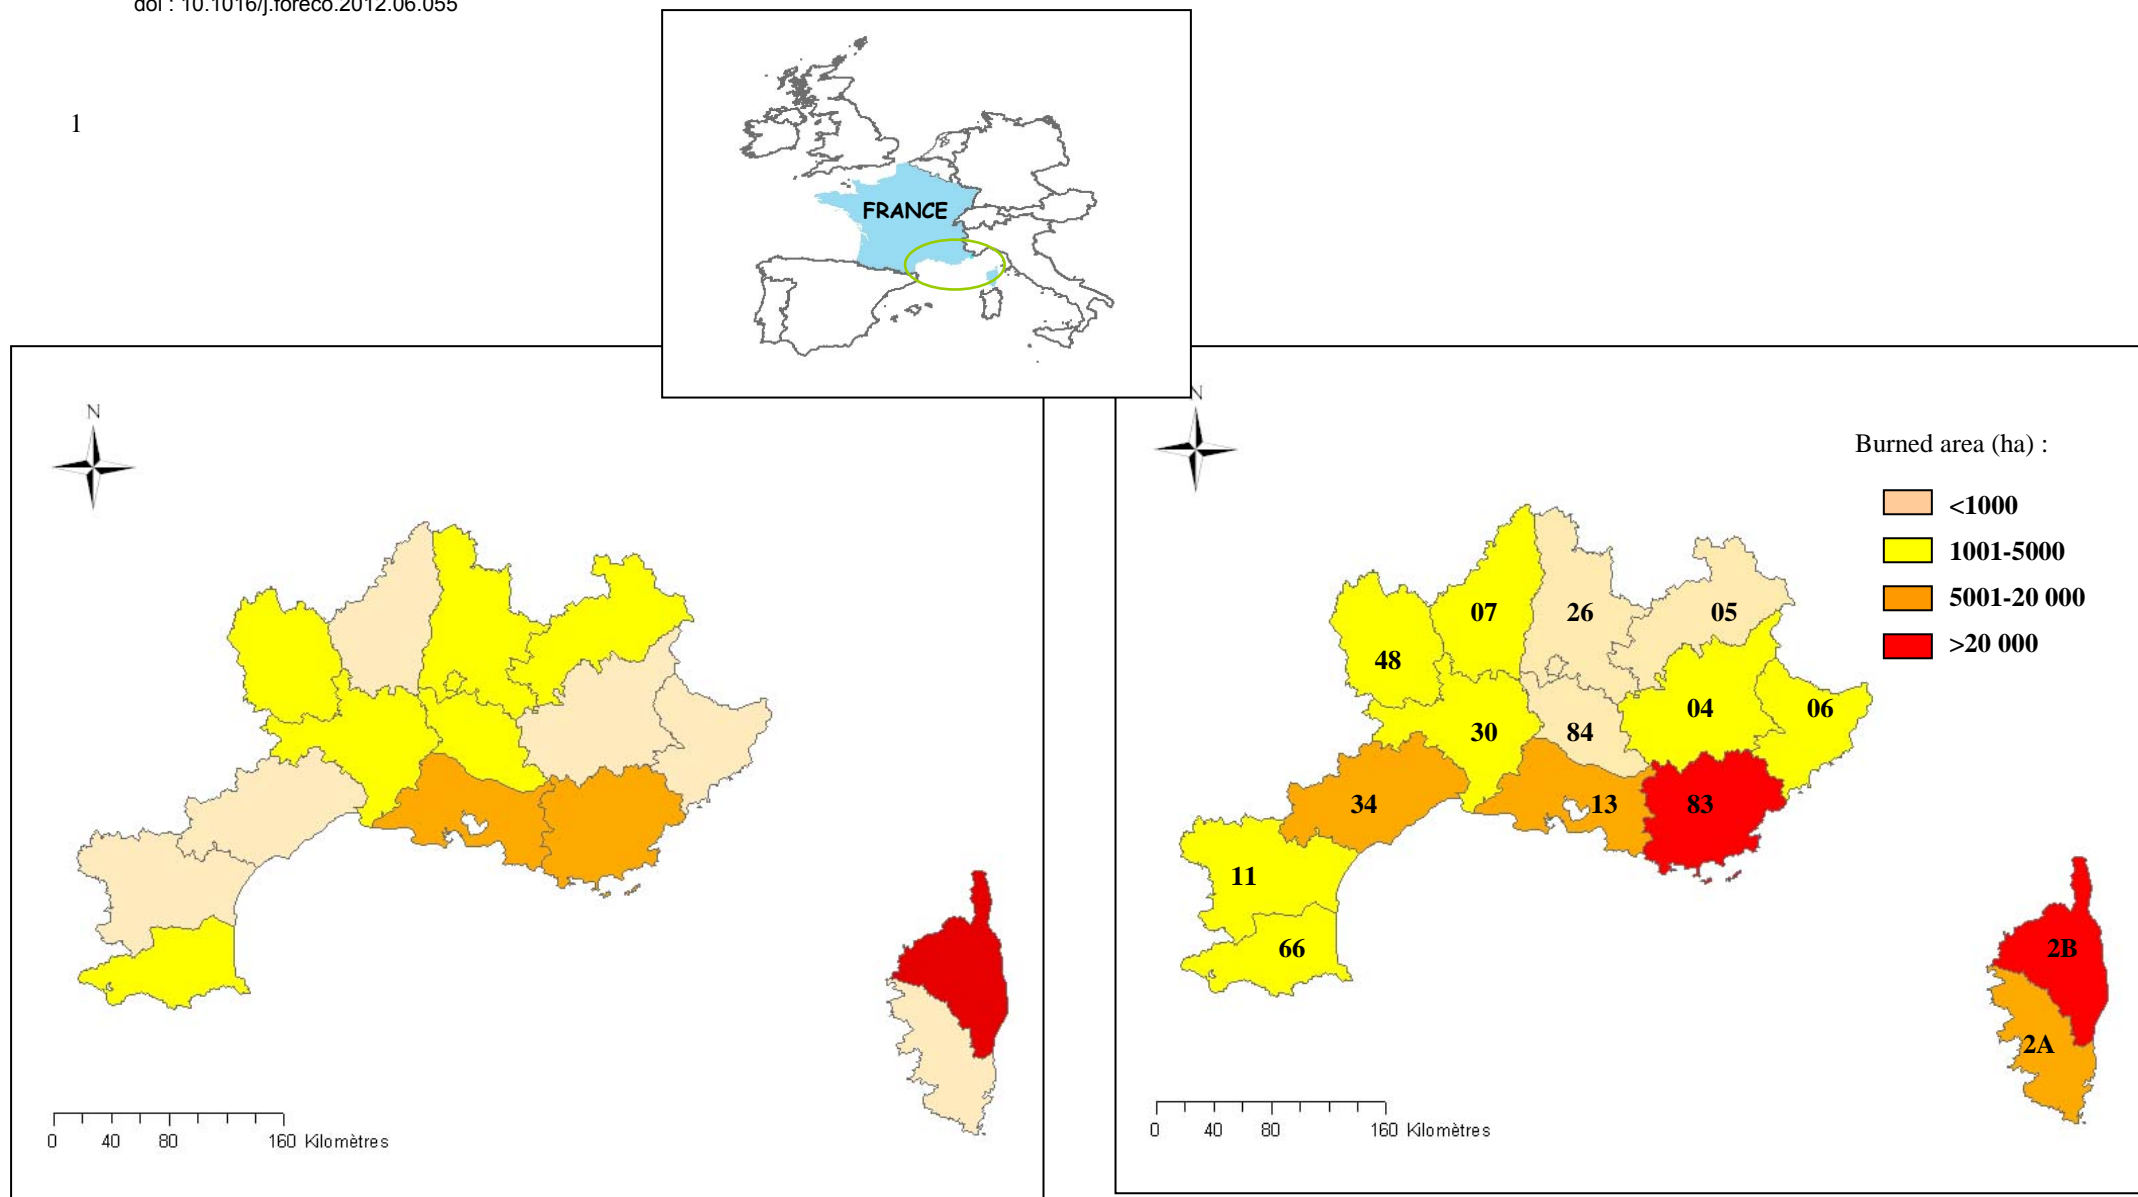 doi : 10.1016/j.foreco.2012.06.055
1
FRANCE
N
0 40 80 160 Kilomètres
N
Burned area (ha) :
<1000
1001-5000
5001-20 000
>20 000
07 26 05
48
30 84 04 06
34 13 83
11
66
2B
2A
0 40 80 160 Kilomètres